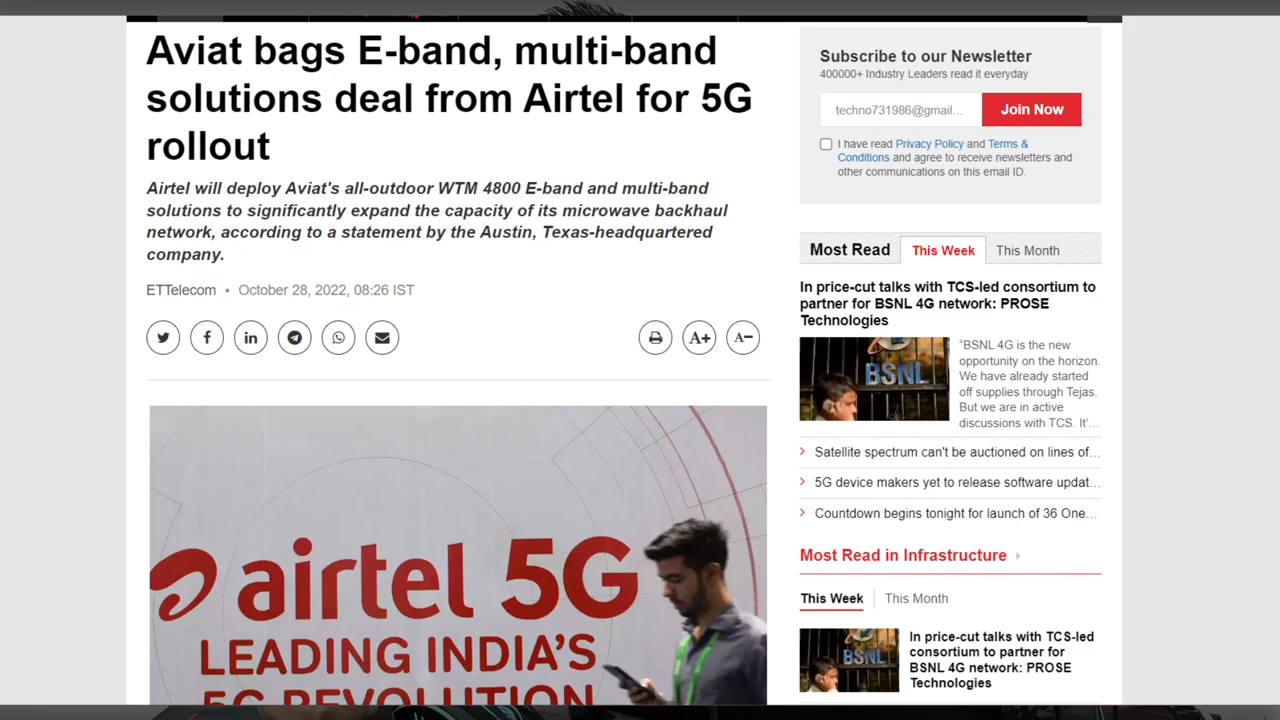 Aviat bags E-band, multi-band
solutions deal from Airtel for 5G
rollout
Airtel will deploy Aviat's all-outdoor WTM 4800 E-band and multi-band
solutions to significantly expand the capacity of its microwave backhaul
network, according to a statement by the Austin, Texas-headquartered
company.
ETTelecom • October 28, 2022, 08:26 IST
A+
A−
airtel 5G
LEADING INDIA'S
5G REVOLUTION
Subscribe to our Newsletter
400000+ Industry Leaders read it everyday
techno731986@gmail...
Join Now
I have read Privacy Policy and Terms &
Conditions and agree to receive newsletters and
other communications on this email ID.
Most Read
This Week
This Month
In price-cut talks with TCS-led consortium to
partner for BSNL 4G network: PROSE
Technologies
BSNL
"BSNL 4G is the new
opportunity on the horizon.
We have already started
off supplies through Tejas.
But we are in active
discussions with TCS. It'...
Satellite spectrum can't be auctioned on lines of...
5G device makers yet to release software updat...
Countdown begins tonight for launch of 36 One...
Most Read in Infrastructure
This Week
This Month
BSNL
In price-cut talks with TCS-led
consortium to partner for
BSNL 4G network: PROSE
Technologies